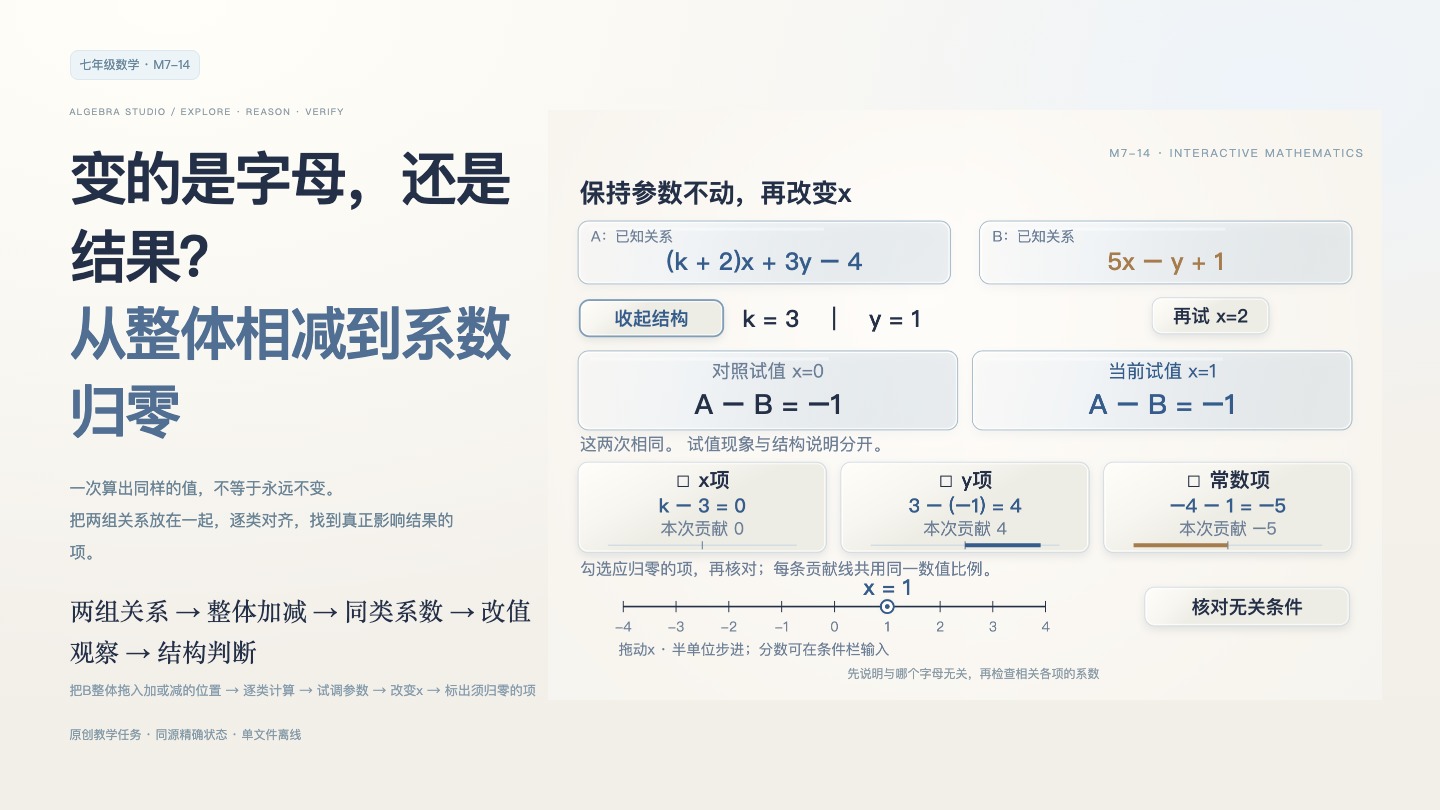 七年级数学 · M7–14
ALGEBRA STUDIO / EXPLORE · REASON · VERIFY
变的是字母，还是
结果？
从整体相减到系数
归零
一次算出同样的值，不等于永远不变。
把两组关系放在一起，逐类对齐，找到真正影响结果的
项。
两组关系 → 整体加减 → 同类系数 → 改值
观察 → 结构判断
把B整体拖入加或减的位置 → 逐类计算 → 试调参数 → 改变x → 标出须归零的项
原创教学任务 · 同源精确状态 · 单文件离线
M7–14 · INTERACTIVE MATHEMATICS
保持参数不动，再改变x
A：已知关系
(k + 2)x + 3y − 4
B：已知关系
5x − y + 1
收起结构
k = 3 | y = 1
再试 x=2
对照试值 x=0
A − B = −1
当前试值 x=1
A − B = −1
这两次相同。 试值现象与结构说明分开。
□ x项
k − 3 = 0
本次贡献 0
□ y项
3 − (−1) = 4
本次贡献 4
□ 常数项
−4 − 1 = −5
本次贡献 −5
勾选应归零的项，再核对；每条贡献线共用同一数值比例。
x = 1
−4 −3 −2 −1 0 1 2 3 4
核对无关条件
拖动x · 半单位步进；分数可在条件栏输入
先说明与哪个字母无关，再检查相关各项的系数